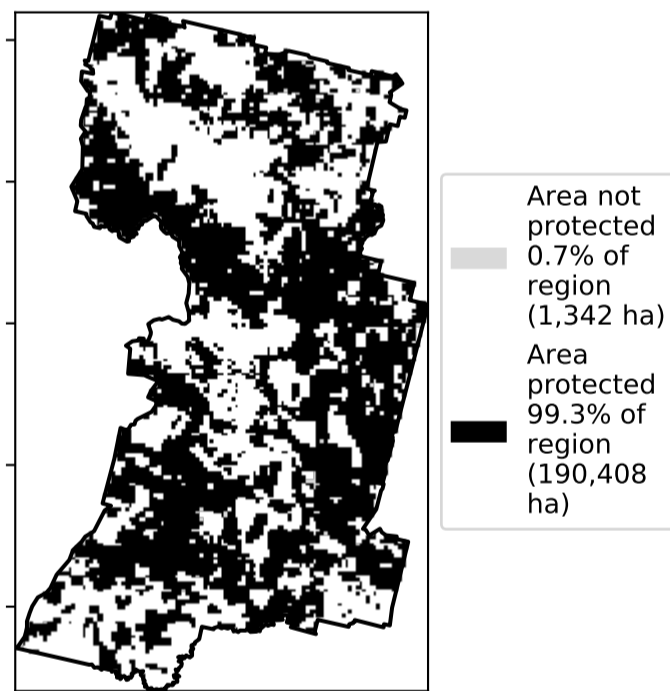 Area not
protected
0.7% of
region
(1,342 ha)
Area
protected
99.3% of
region
(190,408
ha)